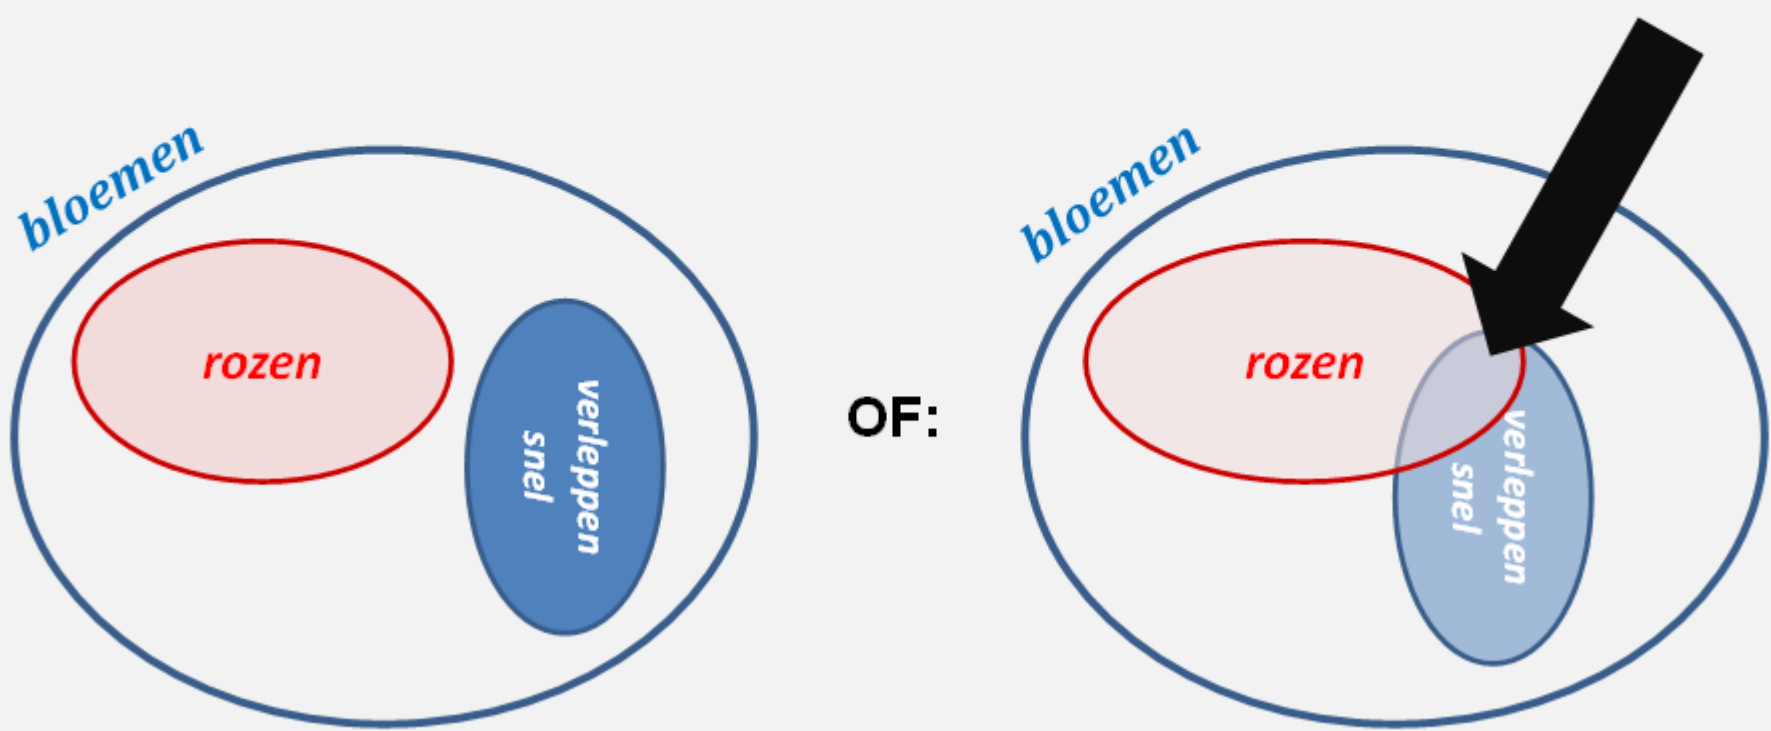 bloemen
rozen
verleppen
snel
OF:
bloemen
rozen
verleppen
snel